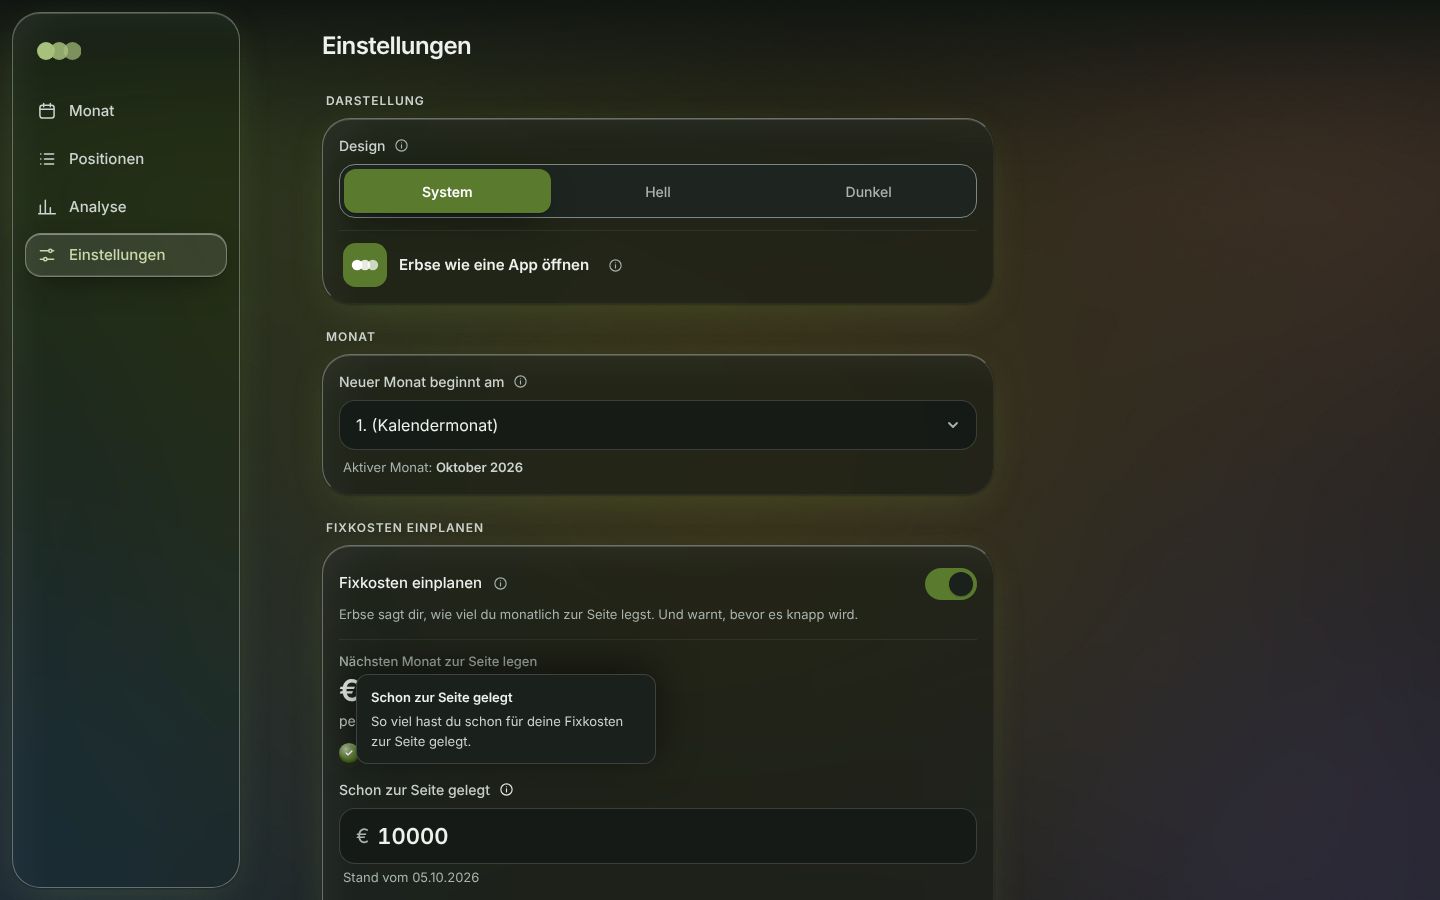 Monat
Positionen
Analyse
Einstellungen
Einstellungen
DARSTELLUNG
Design
System
Hell
Dunkel
Erbse wie eine App öffnen
MONAT
Neuer Monat beginnt am
1. (Kalendermonat)
Aktiver Monat: Oktober 2026
FIXKOSTEN EINPLANEN
Fixkosten einplanen
Erbse sagt dir, wie viel du monatlich zur Seite legst. Und warnt, bevor es knapp wird.
Nächsten Monat zur Seite legen
€
pe
Schon zur Seite gelegt
So viel hast du schon für deine Fixkosten
zur Seite gelegt.
Schon zur Seite gelegt
€ 10000
Stand vom 05.10.2026